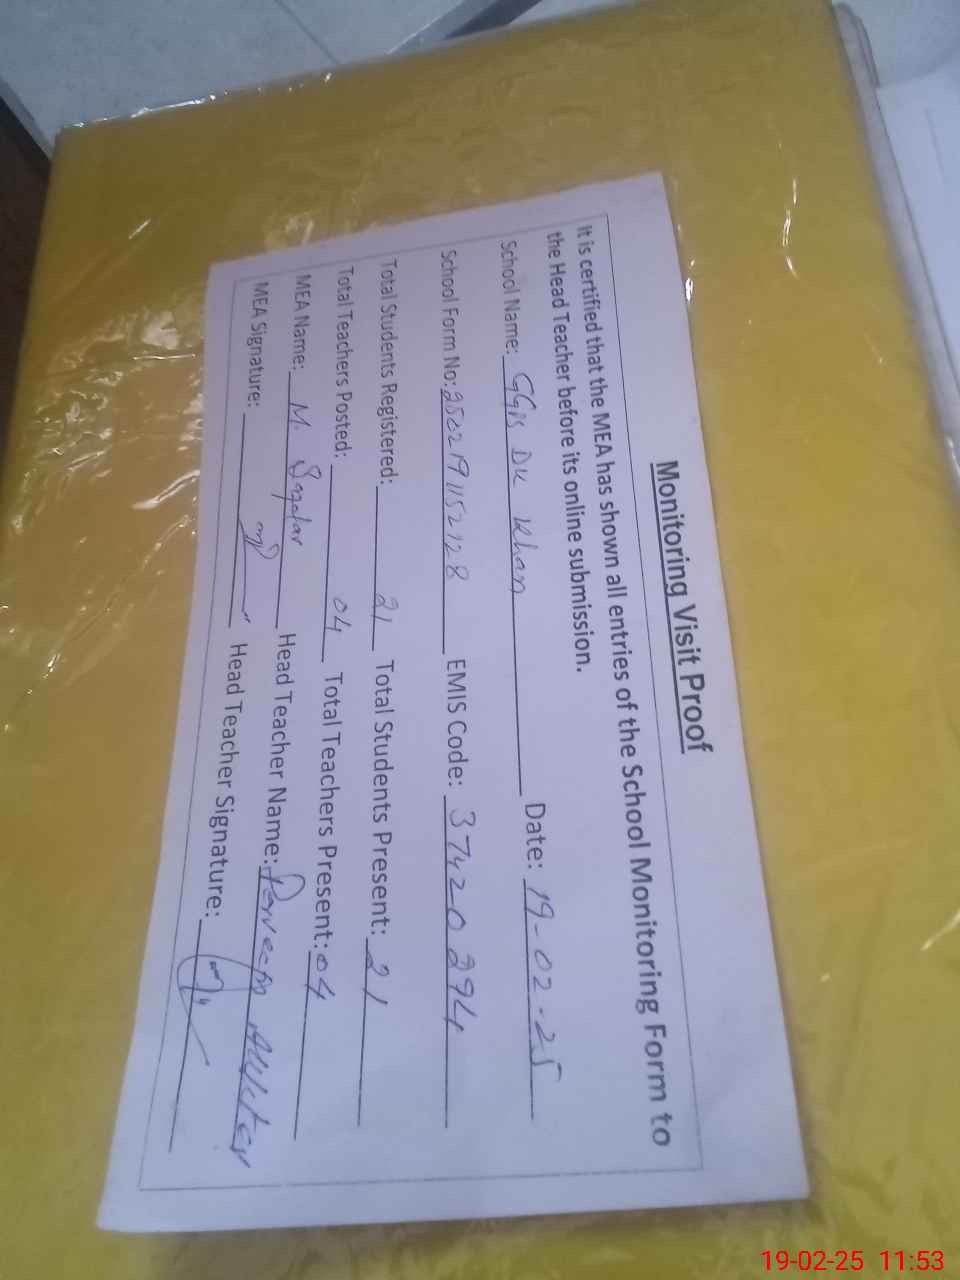 Monitoring Visit Proof
It is certified that the MEA has shown all entries of the School Monitoring Form to
the Head Teacher before its online submission.
School Name: GGPS DK Khan Date: 19-02-25
School Form No: EMIS Code: 37420294
Total Students Registered: 21 Total Students Present: 21
Total Teachers Posted: 04 Total Teachers Present: 04
MEA Name: M. Head Teacher Name: Parveen Akhter
MEA Signature: Head Teacher Signature:
19-02-25 11:53